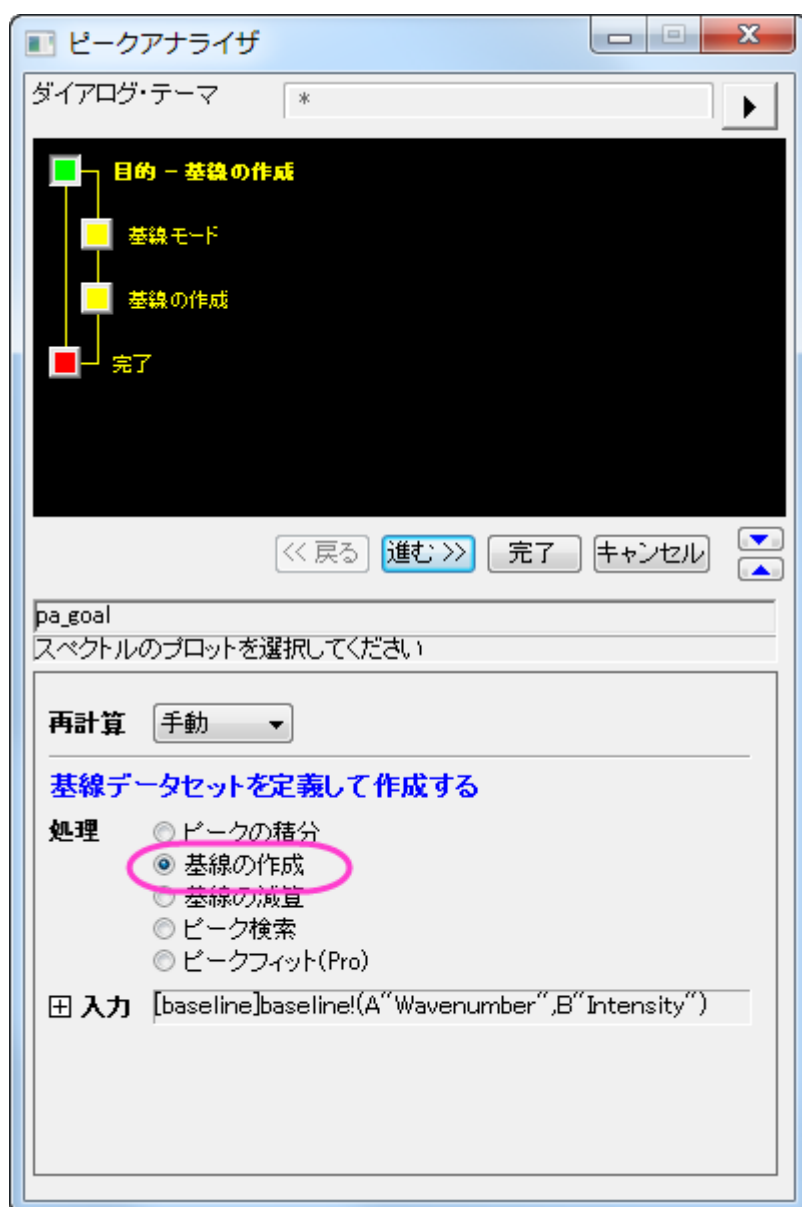 ピークアナライザ
ダイアログ・テーマ *
目的 - 基線の作成
基線モード
基線の作成
完了
<< 戻る 進む >> 完了 キャンセル
pa_goal
スペクトルのプロットを選択してください
再計算 手動
基線データセットを定義して作成する
処理 ピークの積分
基線の作成
基線の減算
ピーク検索
ピークフィット(Pro)
入力 [baseline]baseline!(A"Wavenumber",B"Intensity")